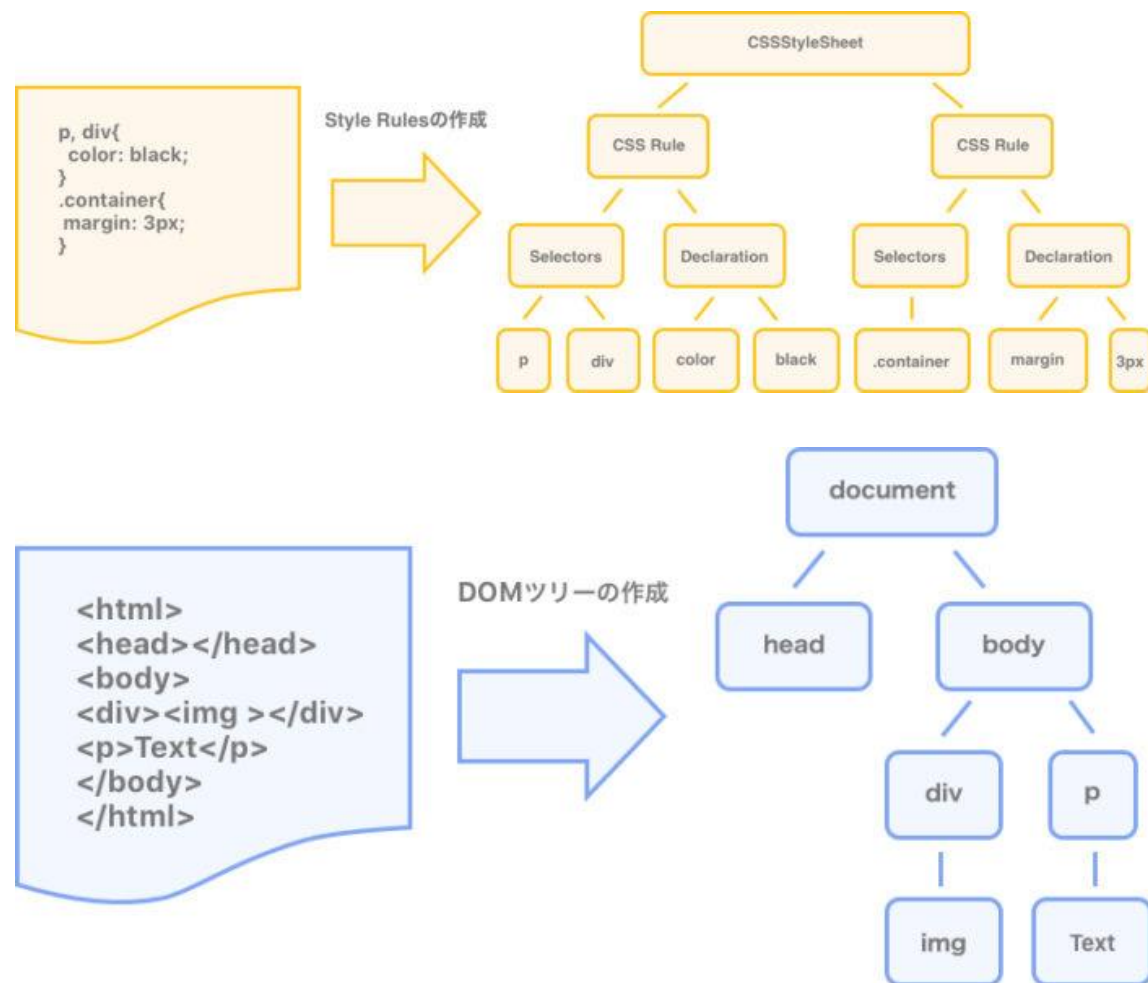 p, div{
color: black;
}
.container{
margin: 3px;
}
Style Rulesの作成
CSSStyleSheet
CSS Rule
CSS Rule
Selectors
Declaration
Selectors
Declaration
p
div
color
black
.container
margin
3px
<html>
<head></head>
<body>
<div><img ></div>
<p>Text</p>
</body>
</html>
DOMツリーの作成
document
head
body
div
p
img
Text